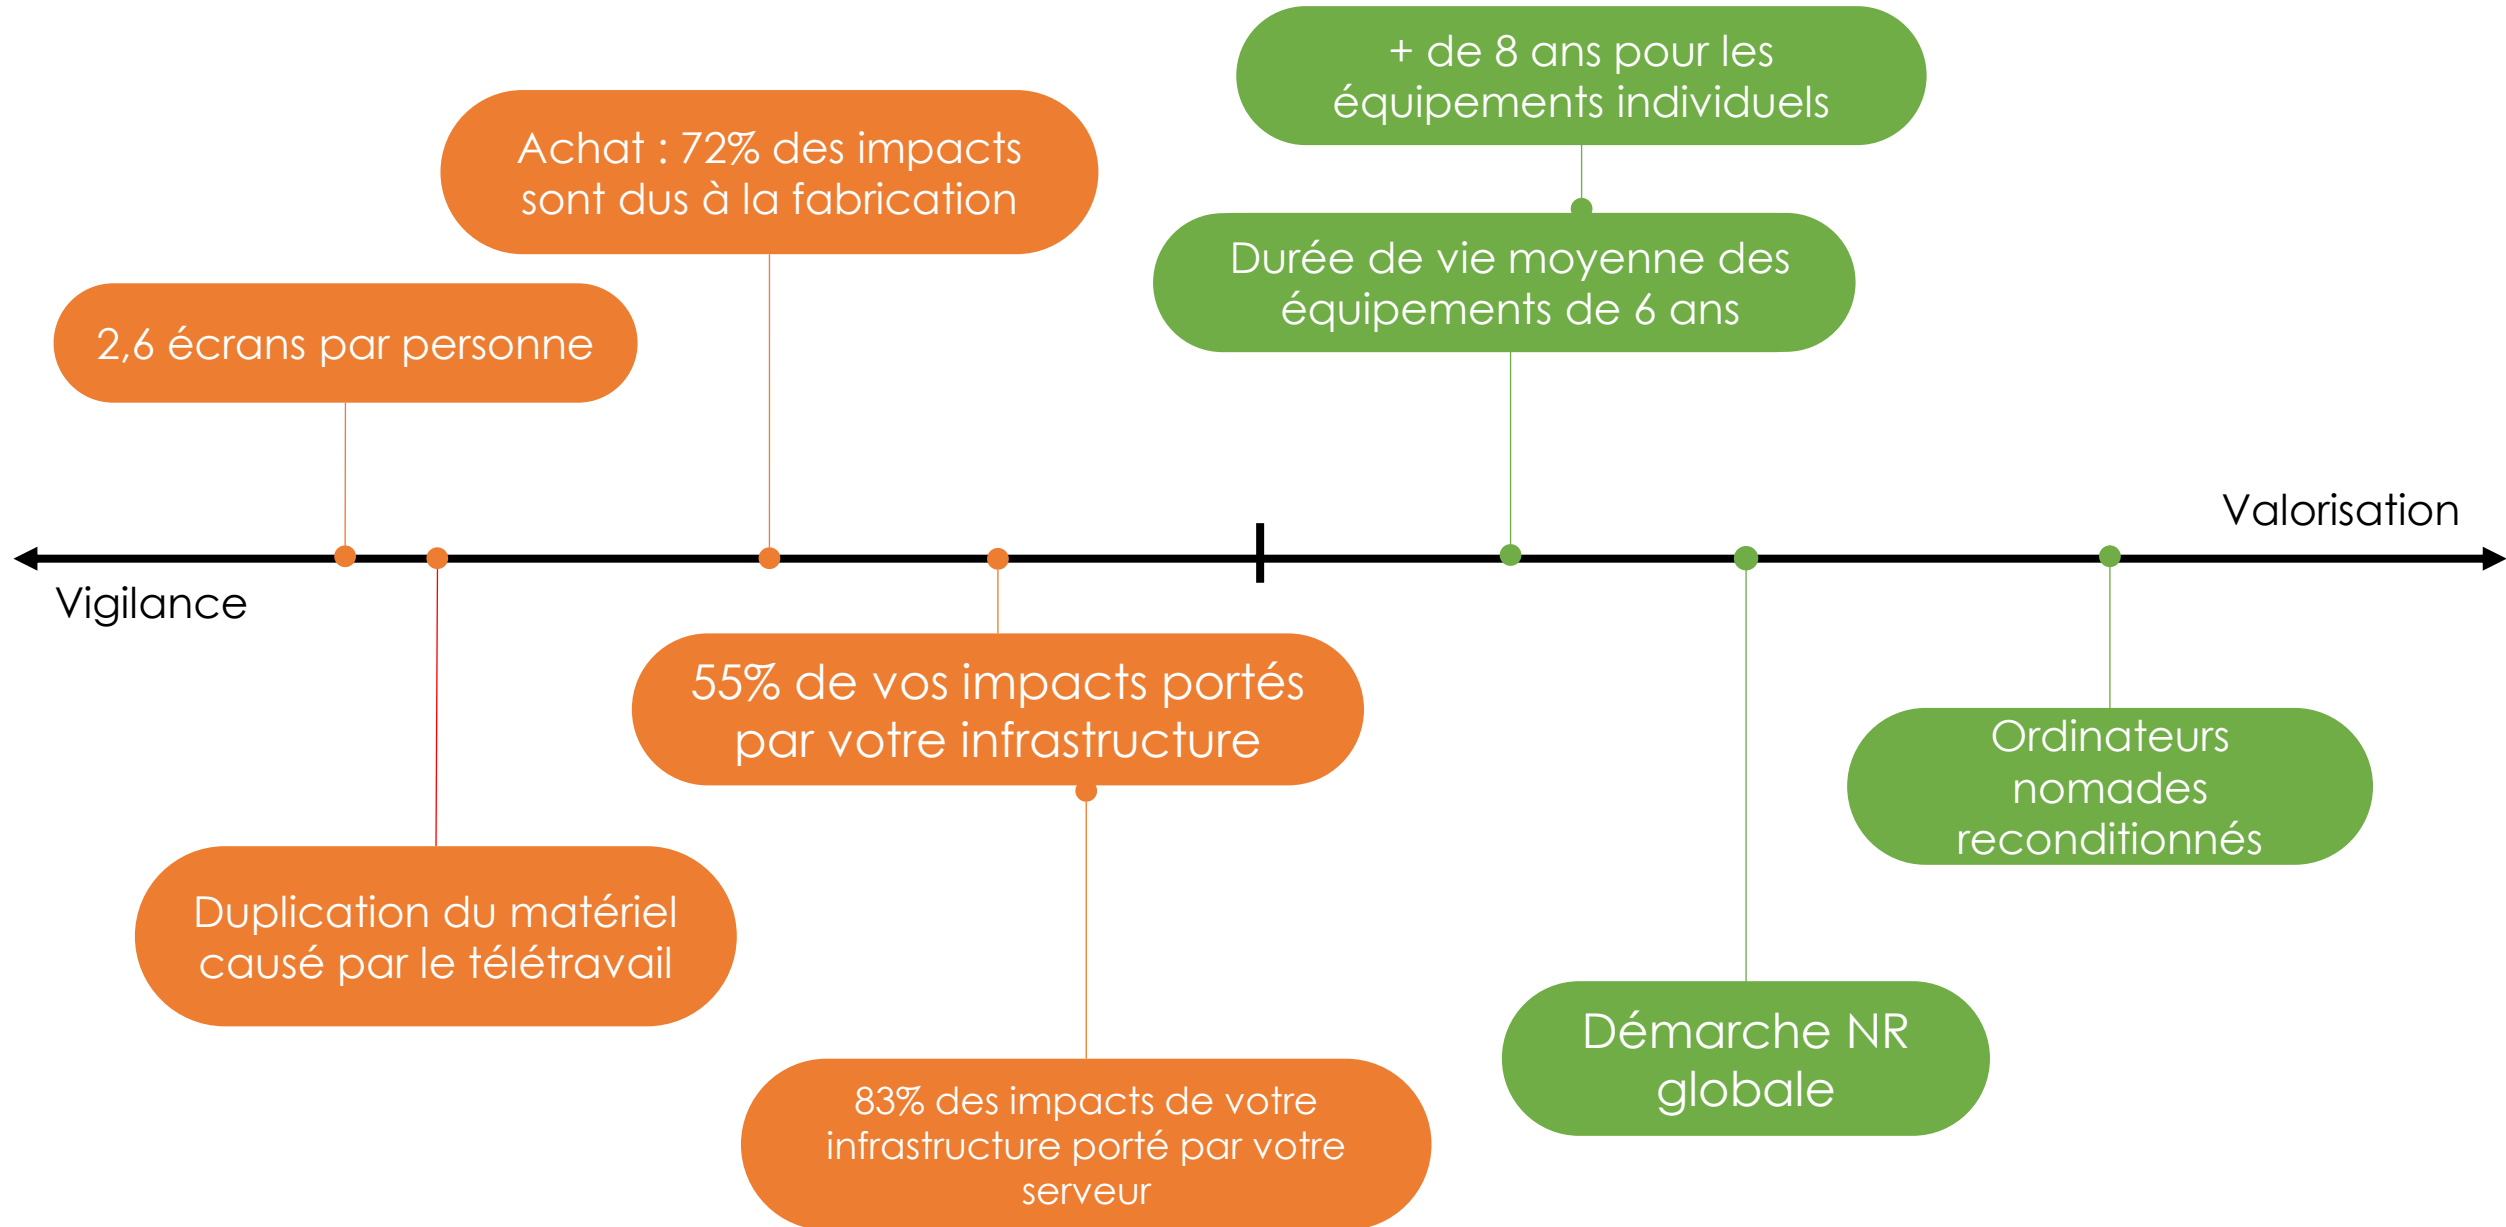 + de 8 ans pour les
équipements individuels
Achat : 72% des impacts
sont dus à la fabrication
Durée de vie moyenne des
équipements de 6 ans
2,6 écrans par personne
Valorisation
Vigilance
55% de vos impacts portés
par votre infrastructure
Ordinateurs
nomades
reconditionnés
Duplication du matériel
causé par le télétravail
Démarche NR
globale
83% des impacts de votre
infrastructure porté par votre
serveur